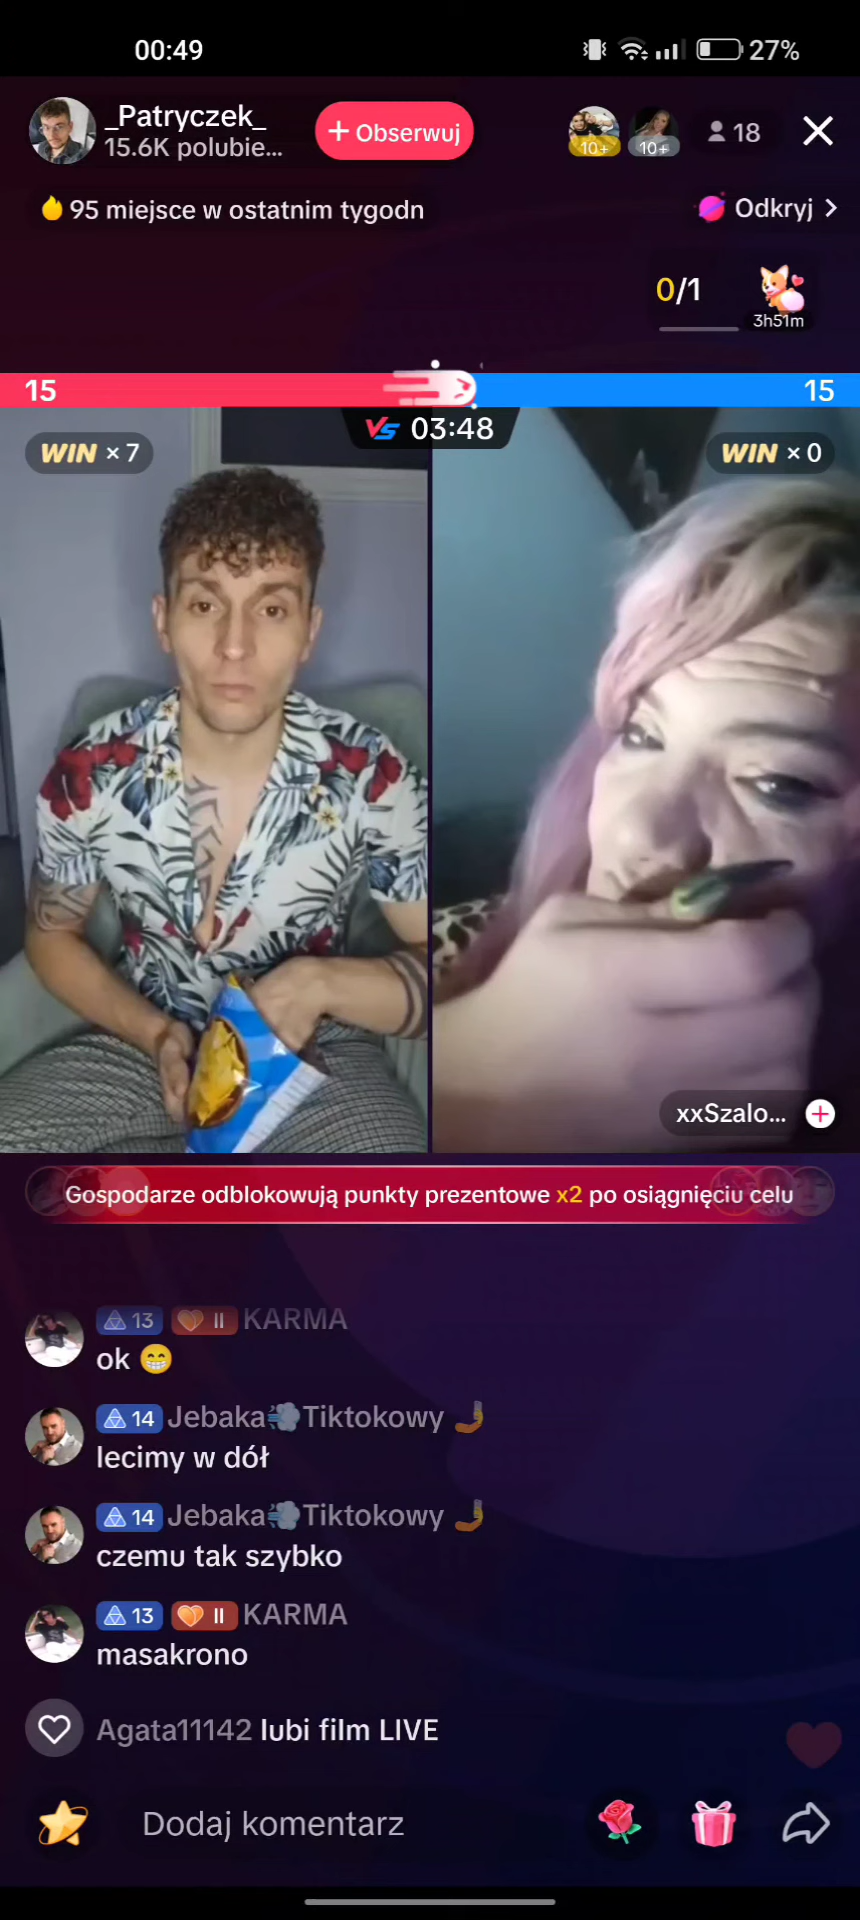 00:49
27%
_Patryczek_
15.6K polubie...
+ Obserwuj
10+
10+
18
95 miejsce w ostatnim tygodn
Odkryj >
0/1
3h51m
15
15
VS 03:48
WIN × 7
WIN × 0
xxSzalo...
Gospodarze odblokowują punkty prezentowe x2 po osiągnięciu celu
13 II KARMA
ok 😁
14 Jebaka💨Tiktokowy 🤳
lecimy w dół
14 Jebaka💨Tiktokowy 🤳
czemu tak szybko
13 II KARMA
masakrono
Agata11142 lubi film LIVE
Dodaj komentarz